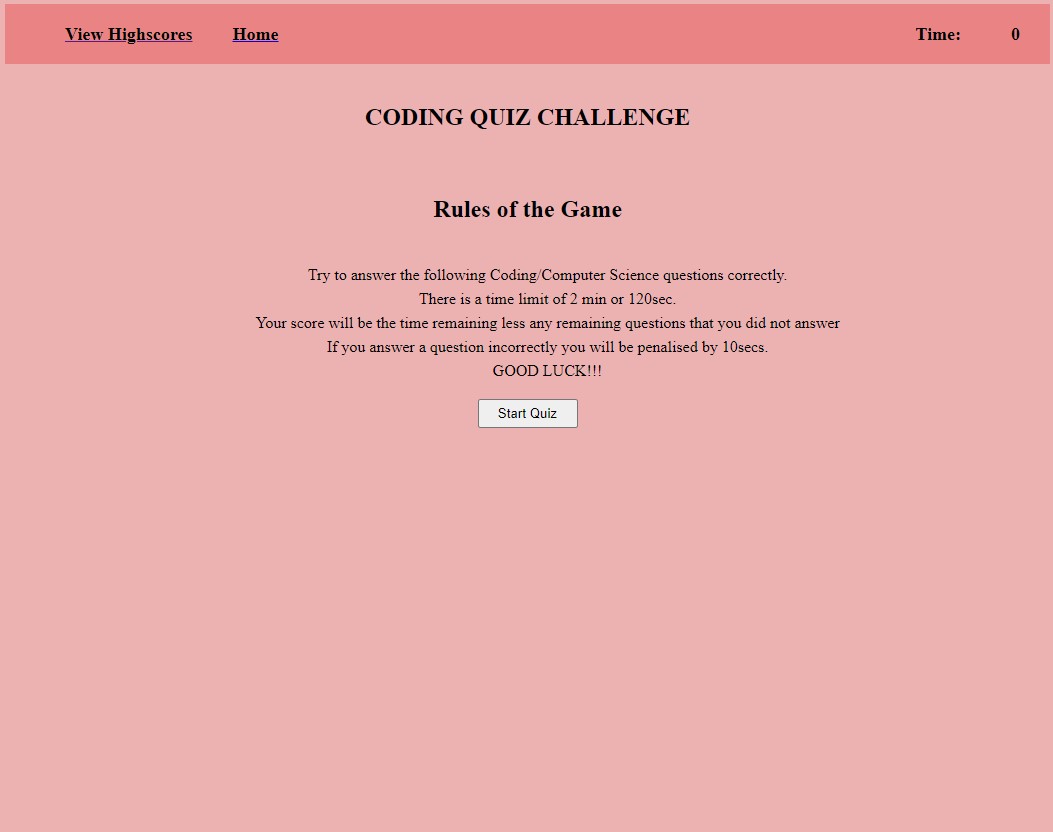 View Highscores Home Time: 0
CODING QUIZ CHALLENGE
Rules of the Game
Try to answer the following Coding/Computer Science questions correctly.
There is a time limit of 2 min or 120sec.
Your score will be the time remaining less any remaining questions that you did not answer
If you answer a question incorrectly you will be penalised by 10secs.
GOOD LUCK!!!
Start Quiz